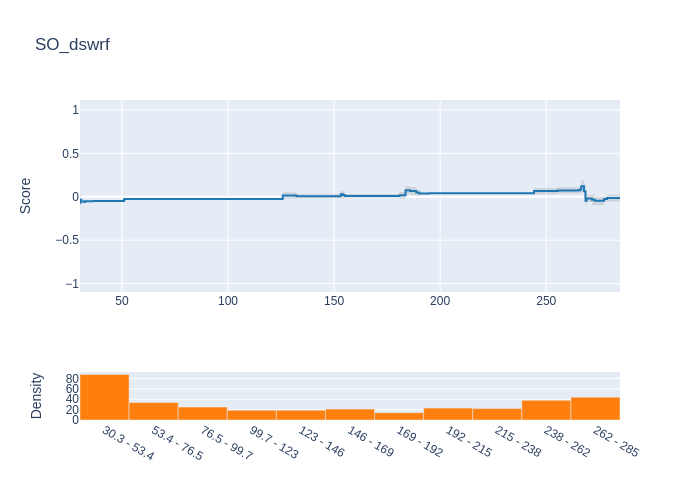 SO_dswrf
1
0.5
0
−0.5
−1
Score
50 100 150 200 250
80
60
40
20
0
Density
30.3 - 53.4
53.4 - 76.5
76.5 - 99.7
99.7 - 123
123 - 146
146 - 169
169 - 192
192 - 215
215 - 238
238 - 262
262 - 285